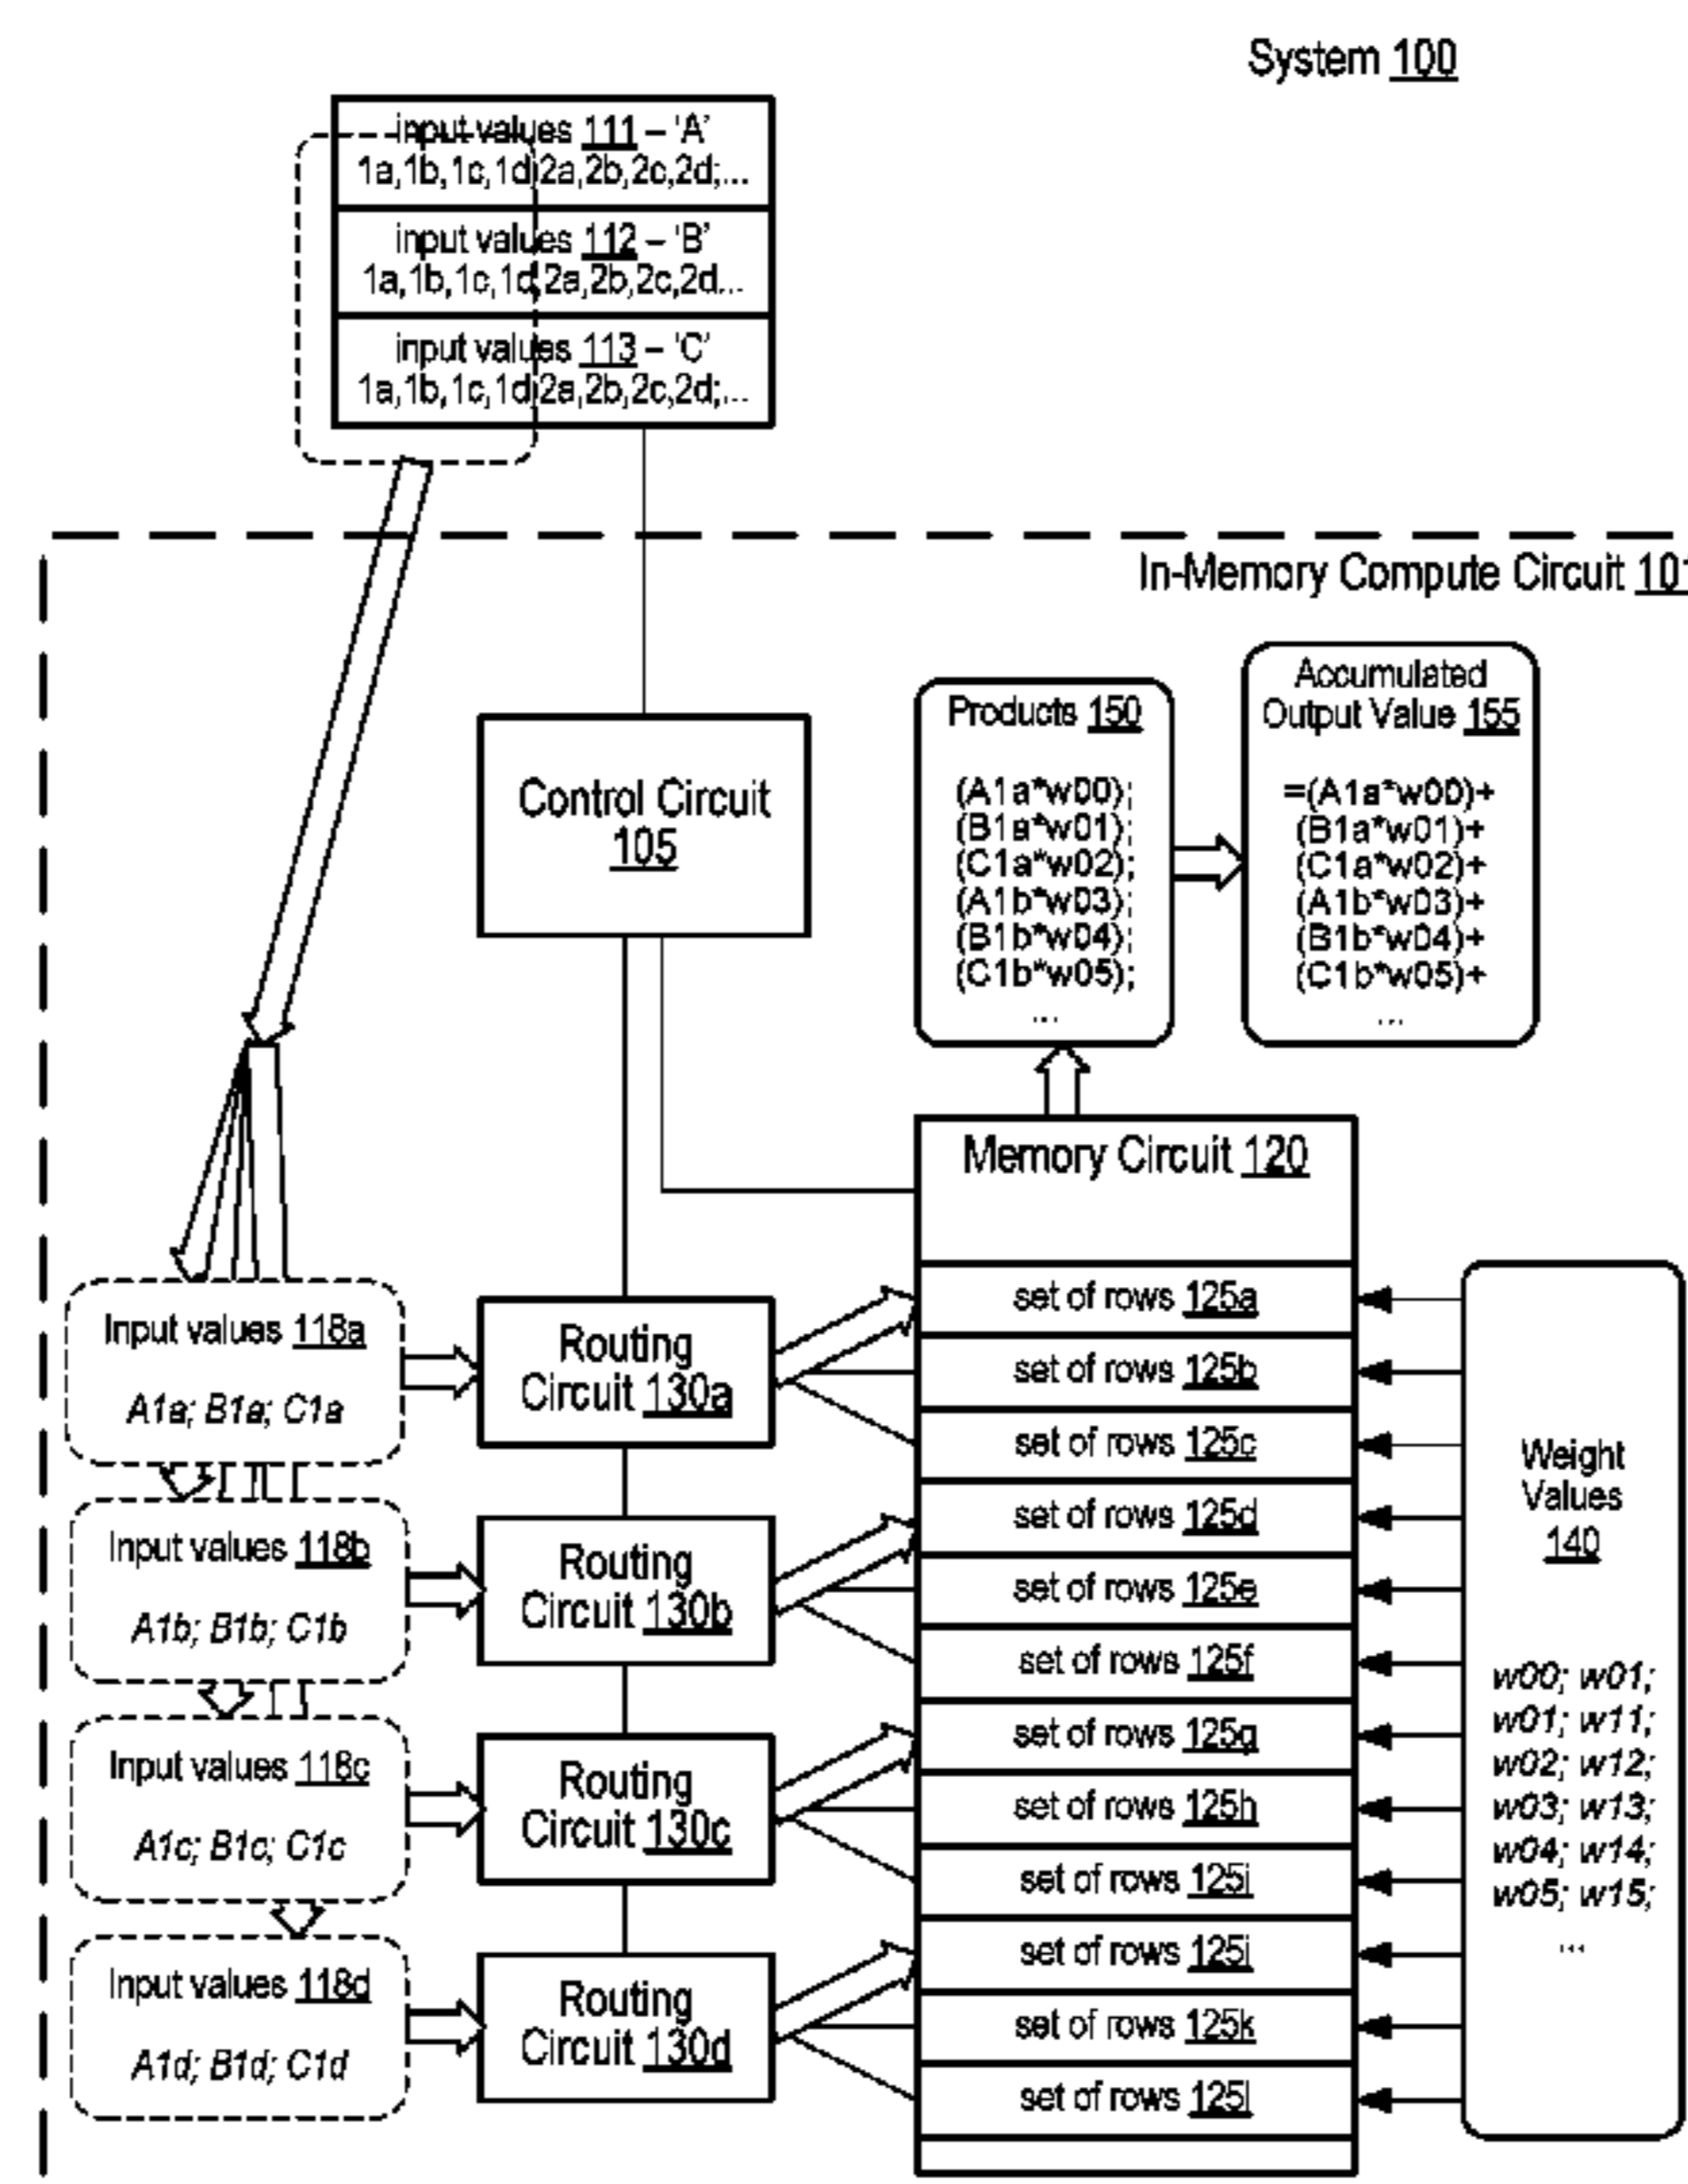 System 100
input values 111 – 'A'
1a,1b,1c,1d,2a,2b,2c,2d;...
input values 112 – 'B'
1a,1b,1c,1d,2a,2b,2c,2d...
input values 113 – 'C'
1a,1b,1c,1d,2a,2b,2c,2d;...
In-Memory Compute Circuit 101
Control Circuit
105
Products 150
(A1a*w00);
(B1a*w01);
(C1a*w02);
(A1b*w03);
(B1b*w04);
(C1b*w05);
...
Accumulated
Output Value 155
=(A1a*w00)+
(B1a*w01)+
(C1a*w02)+
(A1b*w03)+
(B1b*w04)+
(C1b*w05)+
...
Memory Circuit 120
set of rows 125a
set of rows 125b
set of rows 125c
set of rows 125d
set of rows 125e
set of rows 125f
set of rows 125g
set of rows 125h
set of rows 125i
set of rows 125j
set of rows 125k
set of rows 125l
Input values 118a
A1a; B1a; C1a
Input values 118b
A1b; B1b; C1b
Input values 118c
A1c; B1c; C1c
Input values 118d
A1d; B1d; C1d
Routing
Circuit 130a
Routing
Circuit 130b
Routing
Circuit 130c
Routing
Circuit 130d
Weight
Values
140
w00; w01;
w01; w11;
w02; w12;
w03; w13;
w04; w14;
w05; w15;
...